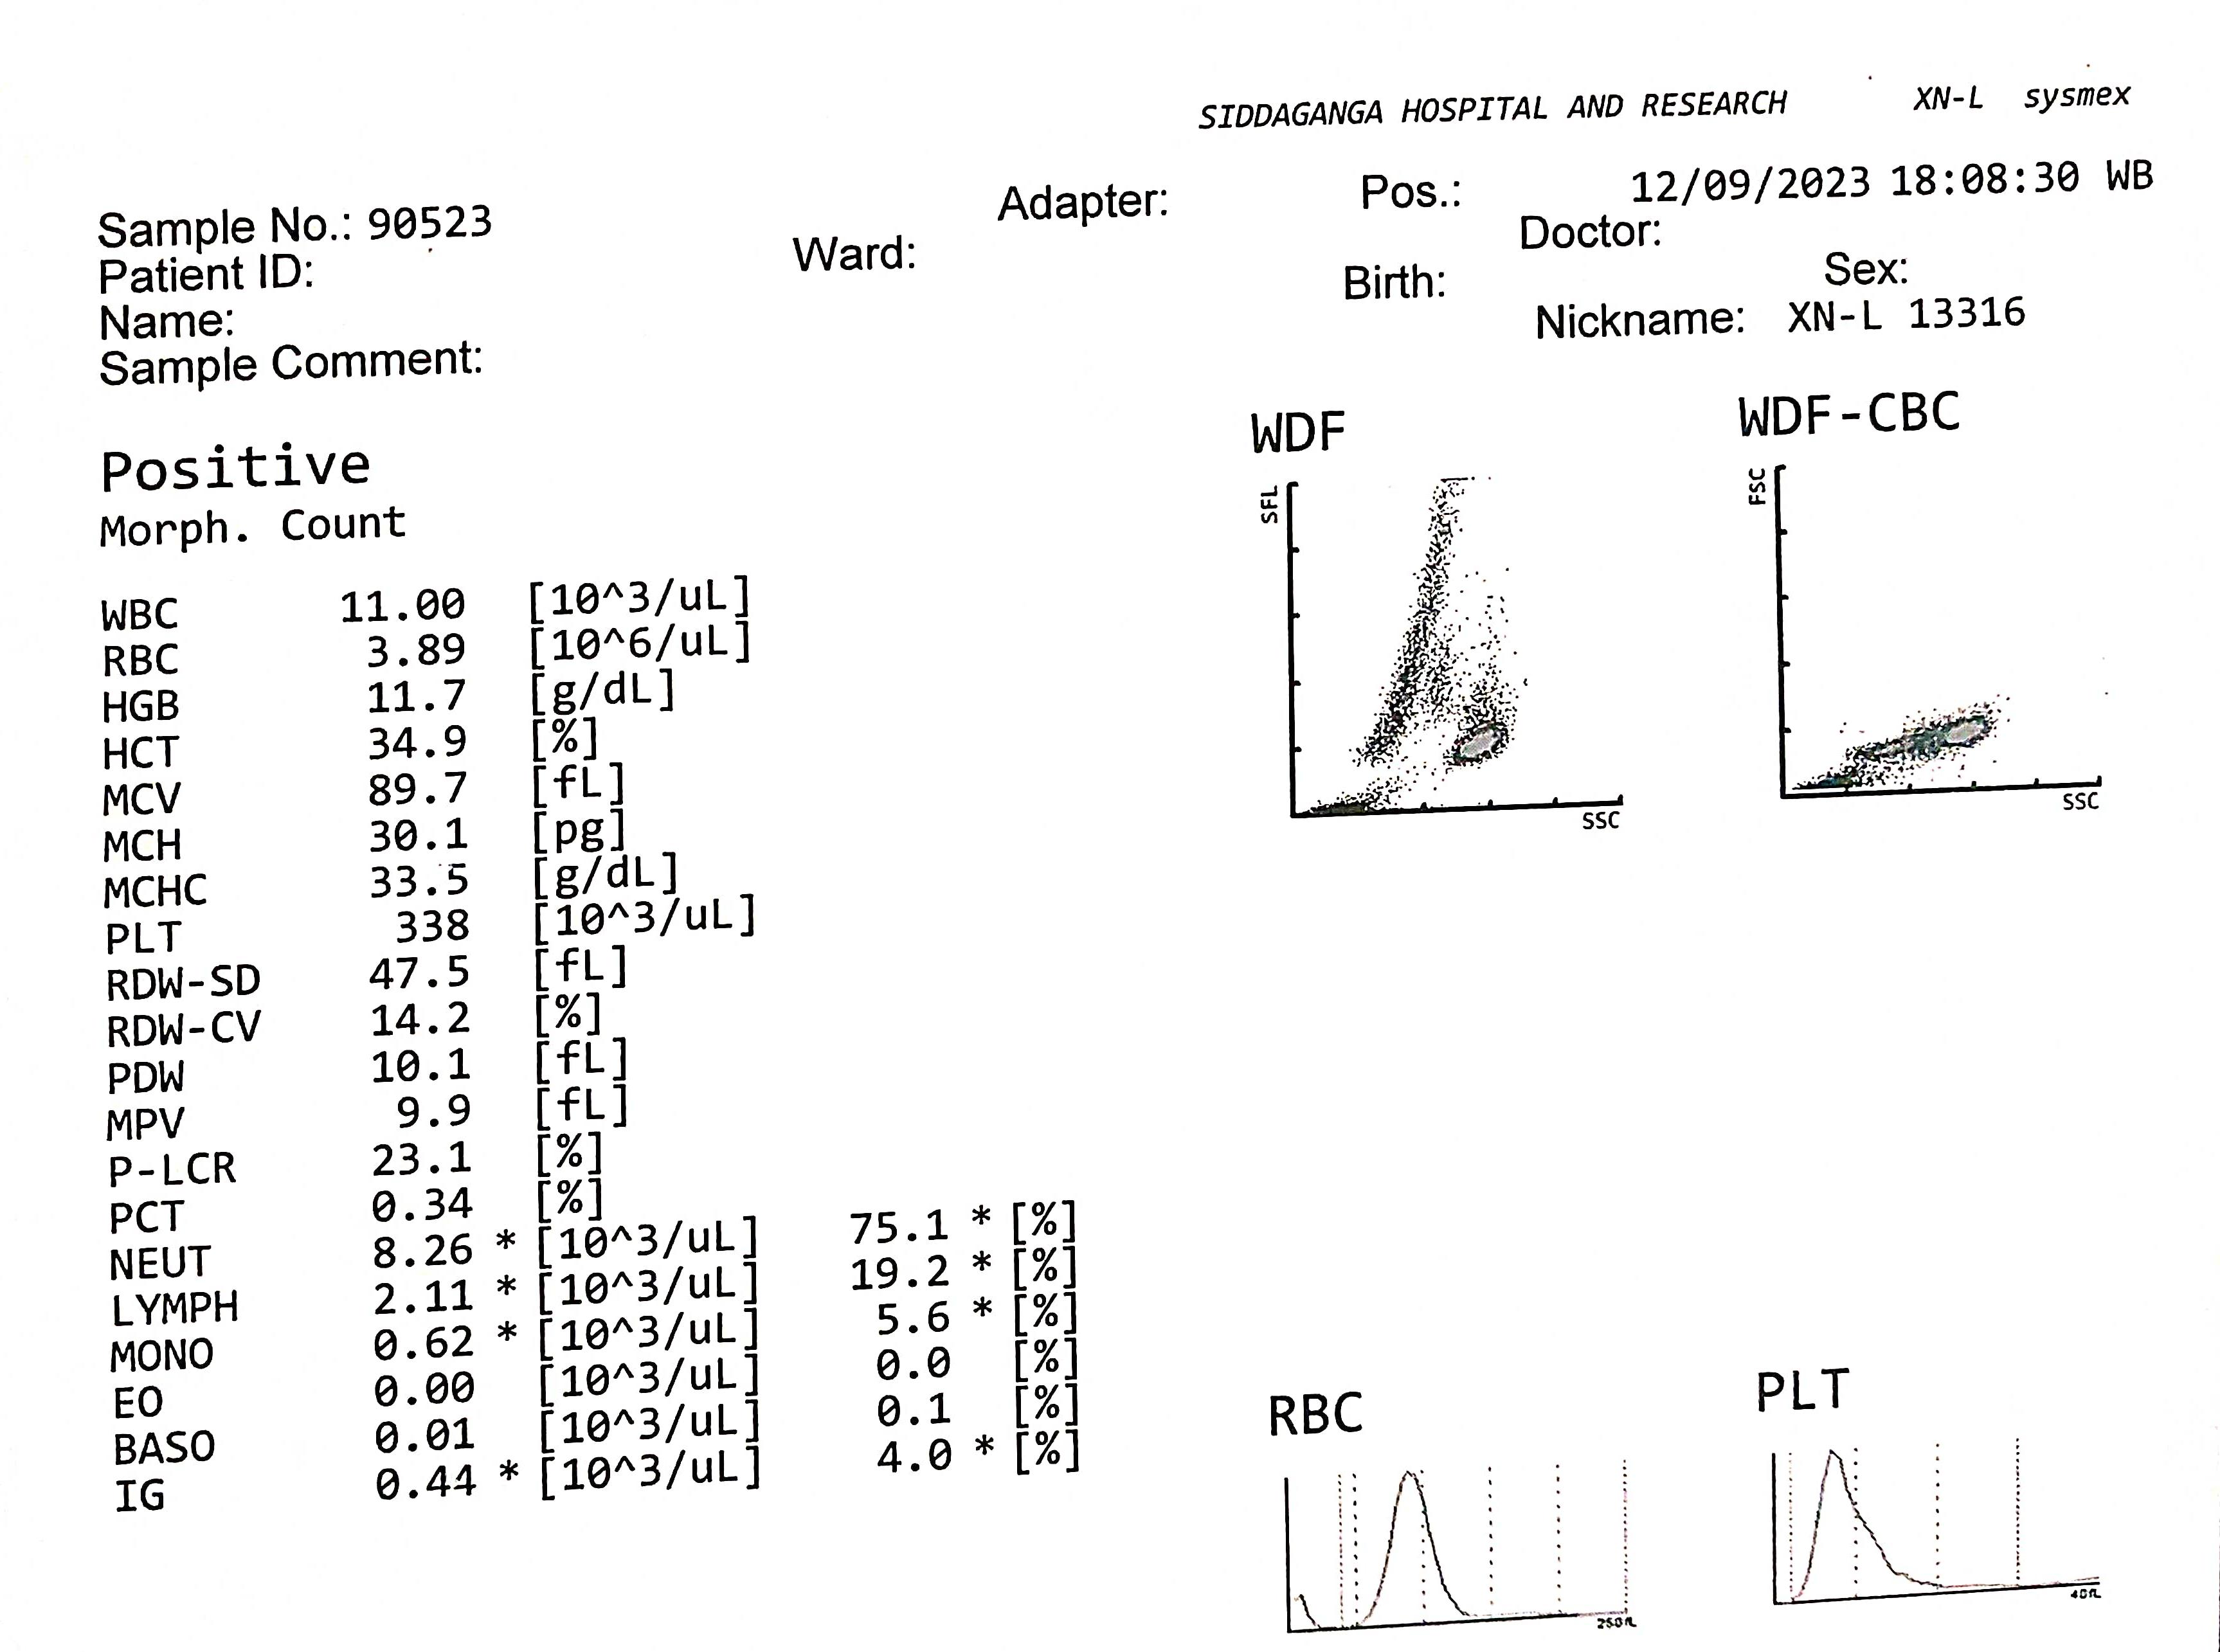 SIDDAGANGA HOSPITAL AND RESEARCH XN-L sysmex
Sample No.: 90523 Adapter: Pos.: 12/09/2023 18:08:30 WB
Patient ID: Ward: Doctor:
Name: Birth: Sex:
Sample Comment: Nickname: XN-L 13316
Positive
Morph. Count
WBC 11.00 [10^3/uL]
RBC 3.89 [10^6/uL]
HGB 11.7 [g/dL]
HCT 34.9 [%]
MCV 89.7 [fL]
MCH 30.1 [pg]
MCHC 33.5 [g/dL]
PLT 338 [10^3/uL]
RDW-SD 47.5 [fL]
RDW-CV 14.2 [%]
PDW 10.1 [fL]
MPV 9.9 [fL]
P-LCR 23.1 [%]
PCT 0.34 [%]
NEUT 8.26 * [10^3/uL] 75.1 * [%]
LYMPH 2.11 * [10^3/uL] 19.2 * [%]
MONO 0.62 * [10^3/uL] 5.6 * [%]
EO 0.00 [10^3/uL] 0.0 [%]
BASO 0.01 [10^3/uL] 0.1 [%]
IG 0.44 * [10^3/uL] 4.0 * [%]
WDF
SFL
SSC
WDF-CBC
FSC
SSC
RBC
250fL
PLT
40fL